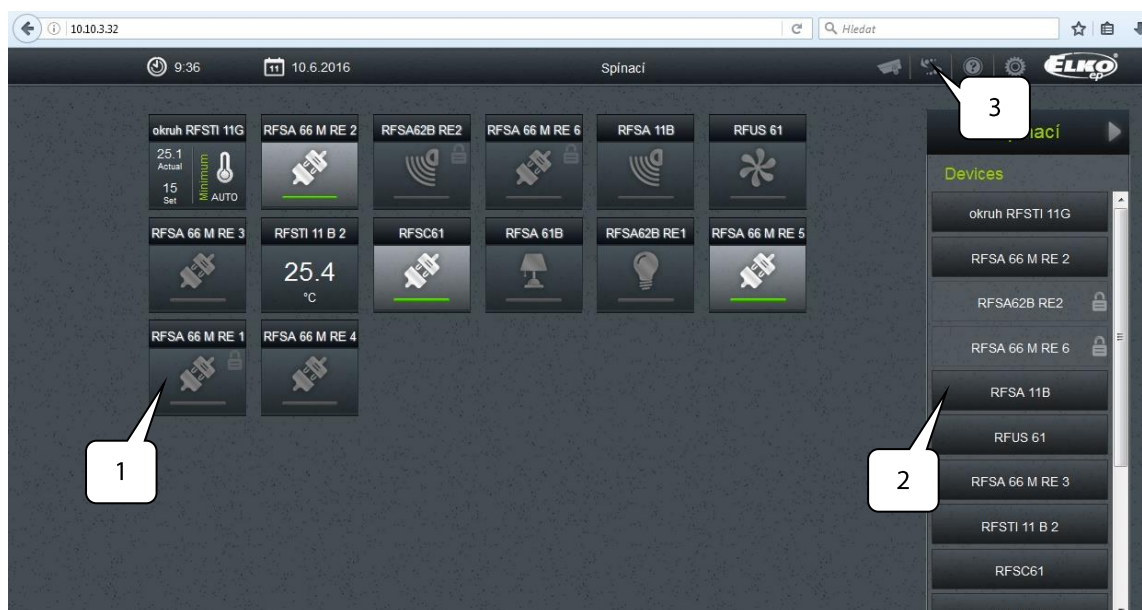 10.10.3.32
Hledat
9:36
11 10.6.2016
Spínací
ELKO
ep
3
okruh RFSTI 11G
RFSA 66 M RE 2
RFSA62B RE2
RFSA 66 M RE 6
RFSA 11B
RFUS 61
25.1
Actual
15
Set
Minimum
AUTO
RFSA 66 M RE 3
RFSTI 11 B 2
RFSC61
RFSA 61B
RFSA62B RE1
RFSA 66 M RE 5
25.4
°C
RFSA 66 M RE 1
RFSA 66 M RE 4
1
Devices
okruh RFSTI 11G
RFSA 66 M RE 2
RFSA62B RE2
RFSA 66 M RE 6
RFSA 11B
RFUS 61
2
RFSA 66 M RE 3
RFSTI 11 B 2
RFSC61